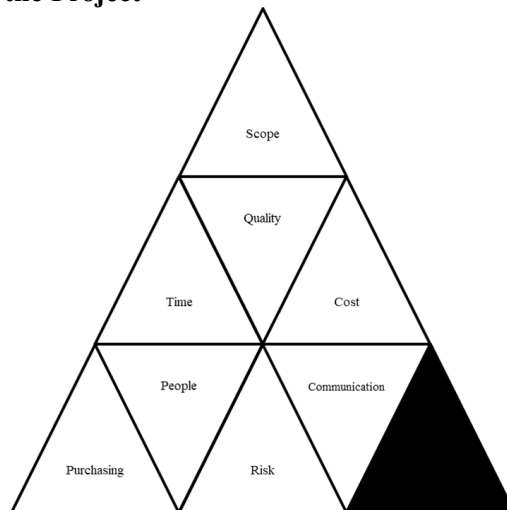 the Project
Scope
Quality
Time
Cost
People
Communication
Purchasing
Risk